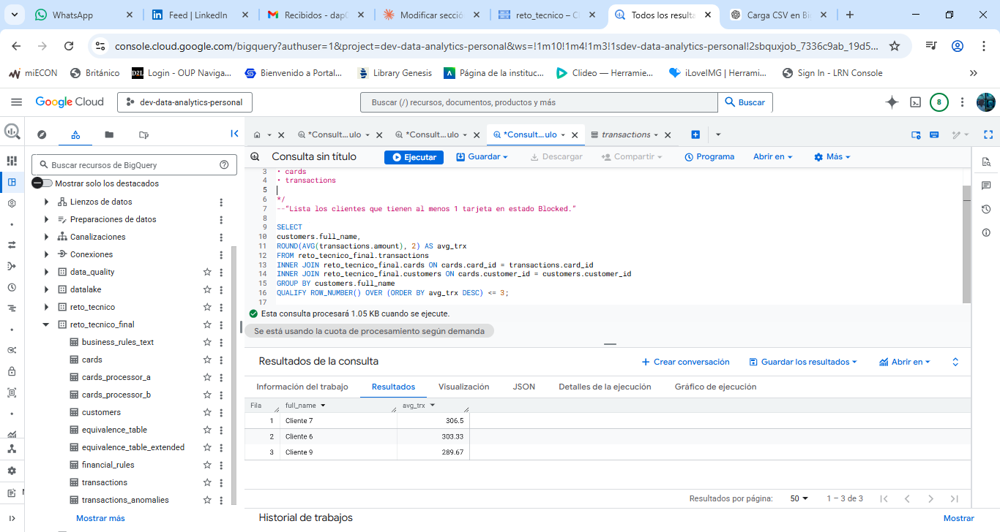 WhatsApp
Feed | LinkedIn
Recibidos - dap0
Modificar secció
reto_tecnico – C
Todos los resulta
Carga CSV en Bi
console.cloud.google.com/bigquery?authuser=1&project=dev-data-analytics-personal&ws=!1m10!1m4!1m3!1sdev-data-analytics-personal!2sbquxjob_7336c9ab_19d5...
miECON
Británico
Login - OUP Naviga...
Bienvenido a Portal...
Library Genesis
Página de la instituc...
Clideo — Herramie...
iLoveIMG | Herrami...
Sign In - LRN Console
Google Cloud
dev-data-analytics-personal
Buscar (/) recursos, documentos, productos y más
Buscar
8
*Consult...ulo
*Consult...ulo
*Consult...ulo
transactions
Buscar recursos de BigQuery
Mostrar solo los destacados
Lienzos de datos
Preparaciones de datos
Canalizaciones
Conexiones
data_quality
datalake
reto_tecnico
reto_tecnico_final
business_rules_text
cards
cards_processor_a
cards_processor_b
customers
equivalence_table
equivalence_table_extended
financial_rules
transactions
transactions_anomalies
Mostrar más
Consulta sin título
Ejecutar
Guardar
Descargar
Compartir
Programa
Abrir en
Más
3 • cards
4 • transactions
5
6 */
7 --"Lista los clientes que tienen al menos 1 tarjeta en estado Blocked."
8
9 SELECT
10 customers.full_name,
11 ROUND(AVG(transactions.amount), 2) AS avg_trx
12 FROM reto_tecnico_final.transactions
13 INNER JOIN reto_tecnico_final.cards ON cards.card_id = transactions.card_id
14 INNER JOIN reto_tecnico_final.customers ON cards.customer_id = customers.customer_id
15 GROUP BY customers.full_name
16 QUALIFY ROW_NUMBER() OVER (ORDER BY avg_trx DESC) <= 3;
17
Esta consulta procesará 1.05 KB cuando se ejecute.
Se está usando la cuota de procesamiento según demanda
Resultados de la consulta
Crear conversación
Guardar los resultados
Abrir en
Información del trabajo
Resultados
Visualización
JSON
Detalles de la ejecución
Gráfico de ejecución
Fila full_name avg_trx
1 Cliente 7 306.5
2 Cliente 6 303.33
3 Cliente 9 289.67
Resultados por página: 50 1 – 3 de 3
Historial de trabajos
Mostrar